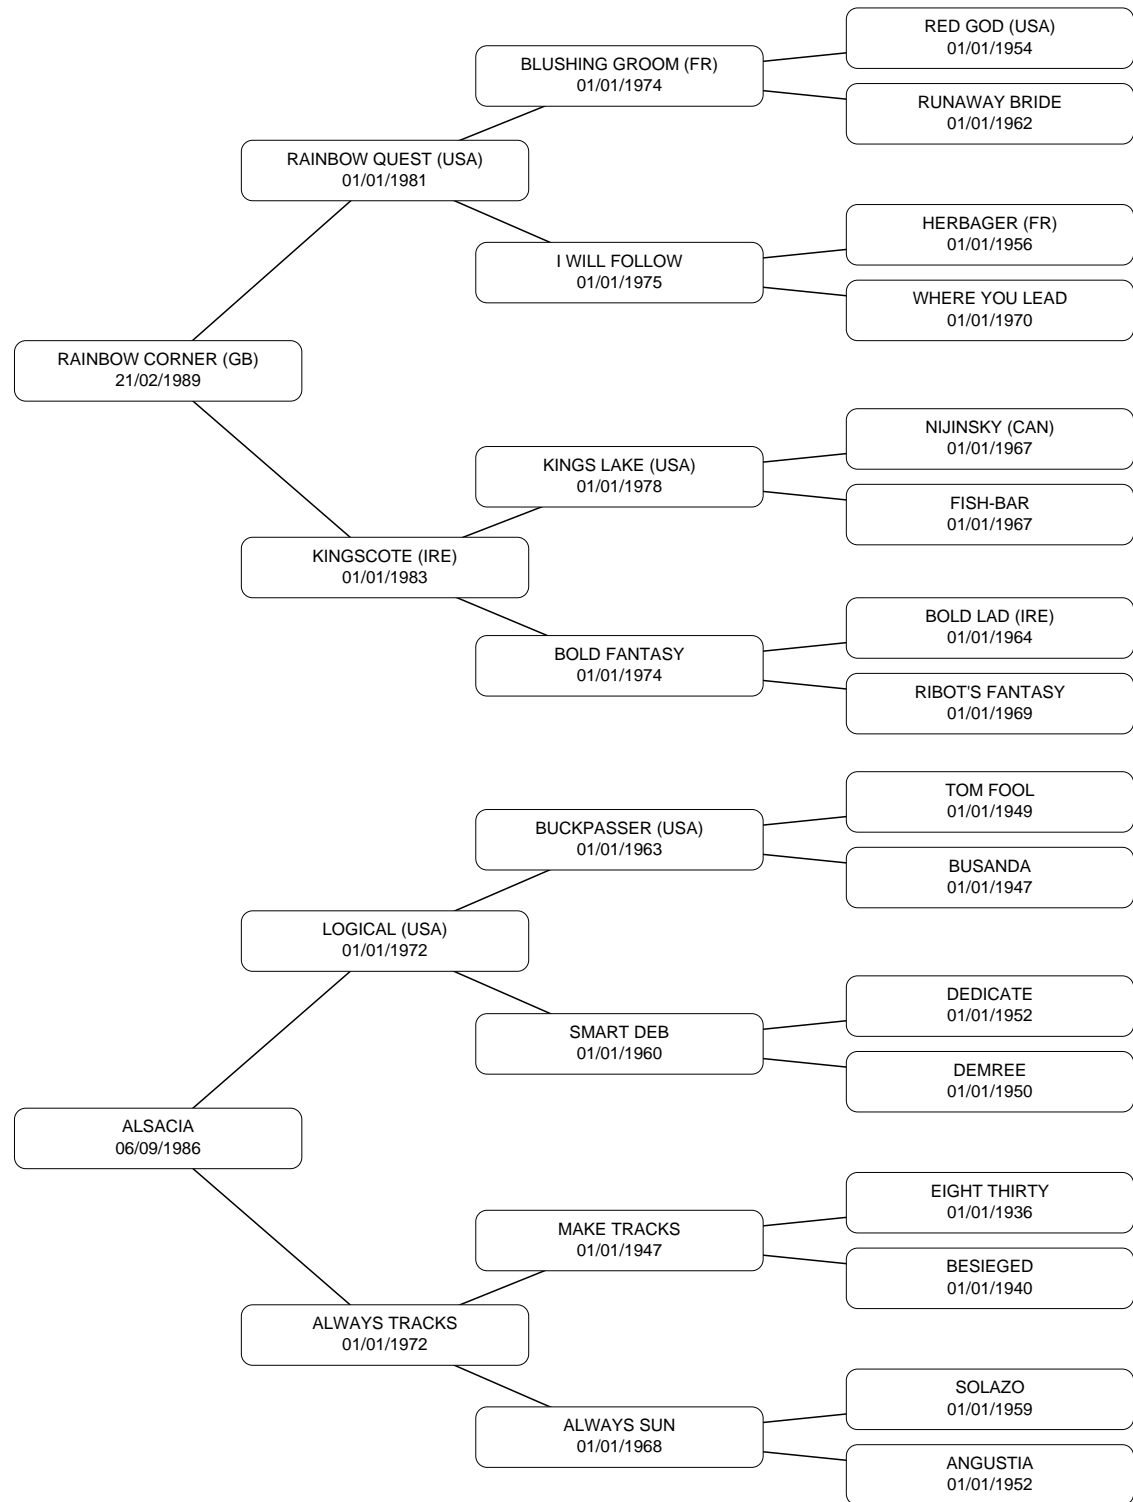 RED GOD (USA)
01/01/1954
BLUSHING GROOM (FR)
01/01/1974
RUNAWAY BRIDE
01/01/1962
RAINBOW QUEST (USA)
01/01/1981
HERBAGER (FR)
01/01/1956
I WILL FOLLOW
01/01/1975
WHERE YOU LEAD
01/01/1970
RAINBOW CORNER (GB)
21/02/1989
NIJINSKY (CAN)
01/01/1967
KINGS LAKE (USA)
01/01/1978
FISH-BAR
01/01/1967
KINGSCOTE (IRE)
01/01/1983
BOLD LAD (IRE)
01/01/1964
BOLD FANTASY
01/01/1974
RIBOT'S FANTASY
01/01/1969
TOM FOOL
01/01/1949
BUCKPASSER (USA)
01/01/1963
BUSANDA
01/01/1947
LOGICAL (USA)
01/01/1972
DEDICATE
01/01/1952
SMART DEB
01/01/1960
DEMREE
01/01/1950
ALSACIA
06/09/1986
EIGHT THIRTY
01/01/1936
MAKE TRACKS
01/01/1947
BESIEGED
01/01/1940
ALWAYS TRACKS
01/01/1972
SOLAZO
01/01/1959
ALWAYS SUN
01/01/1968
ANGUSTIA
01/01/1952